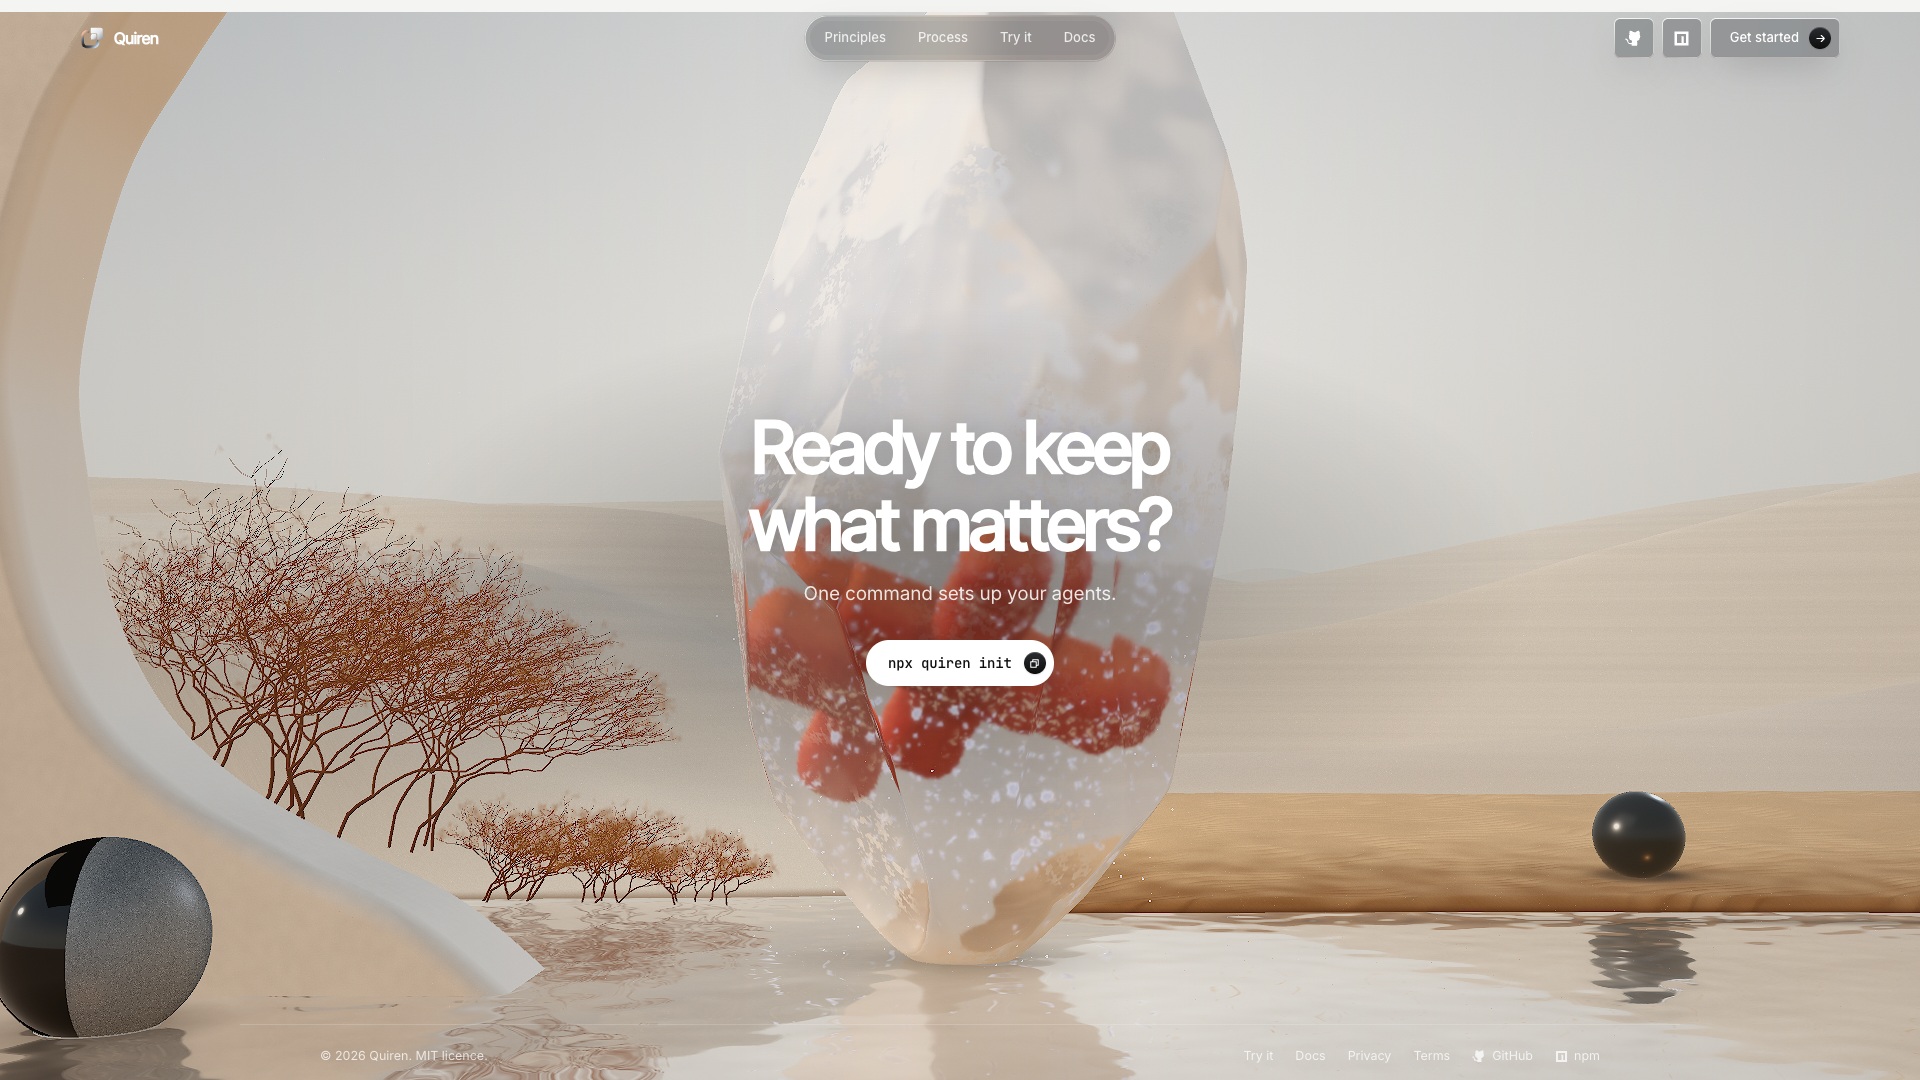 Quiren
Principles
Process
Try it
Docs
Get started
Ready to keep
what matters?
One command sets up your agents.
npx quiren init
© 2026 Quiren. MIT licence.
Try it
Docs
Privacy
Terms
GitHub
npm